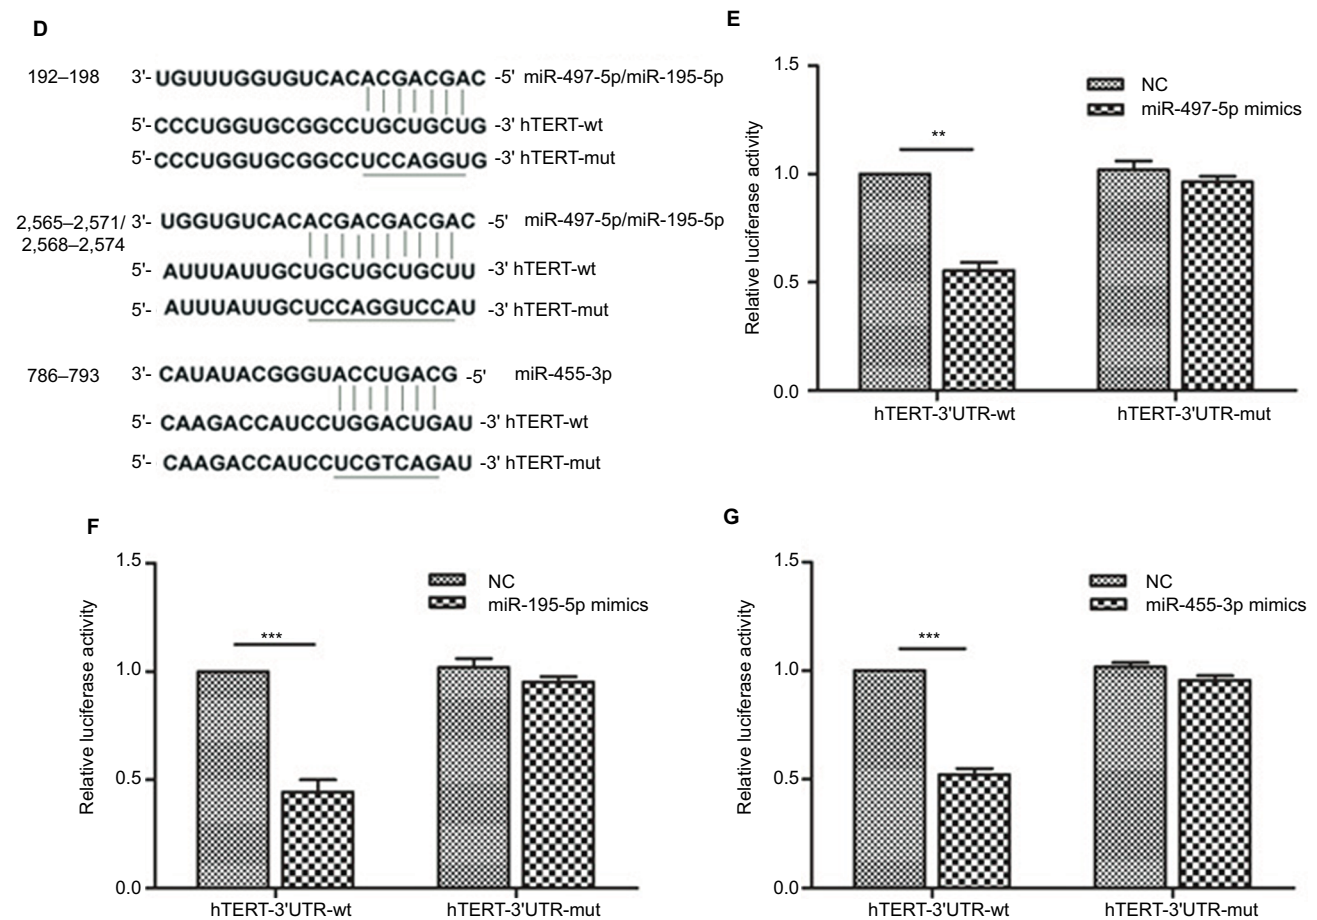 D
192–198 3'- UGUUUGGUGUCACACGACGAC -5' miR-497-5p/miR-195-5p
5'- CCCUGGUGCGGCCUGCUGCUG -3' hTERT-wt
5'- CCCUGGUGCGGCCUCCAGGUG -3' hTERT-mut
2,565–2,571/ 3'- UGGUGUCACACGACGACGAC -5' miR-497-5p/miR-195-5p
2,568–2,574
5'- AUUUAUUGCUGCUGCUGCUU -3' hTERT-wt
5'- AUUUAUUGCUCCAGGUCCAU -3' hTERT-mut
786–793 3'- CAUAUACGGGUACCUGACG -5' miR-455-3p
5'- CAAGACCAUCCUGGACUGAU -3' hTERT-wt
5'- CAAGACCAUCCUCGTCAGAU -3' hTERT-mut
E
Relative luciferase activity
1.5
1.0
0.5
0.0
NC
miR-497-5p mimics
**
hTERT-3'UTR-wt hTERT-3'UTR-mut
F
Relative luciferase activity
1.5
1.0
0.5
0.0
NC
miR-195-5p mimics
***
hTERT-3'UTR-wt hTERT-3'UTR-mut
G
Relative luciferase activity
1.5
1.0
0.5
0.0
NC
miR-455-3p mimics
***
hTERT-3'UTR-wt hTERT-3'UTR-mut